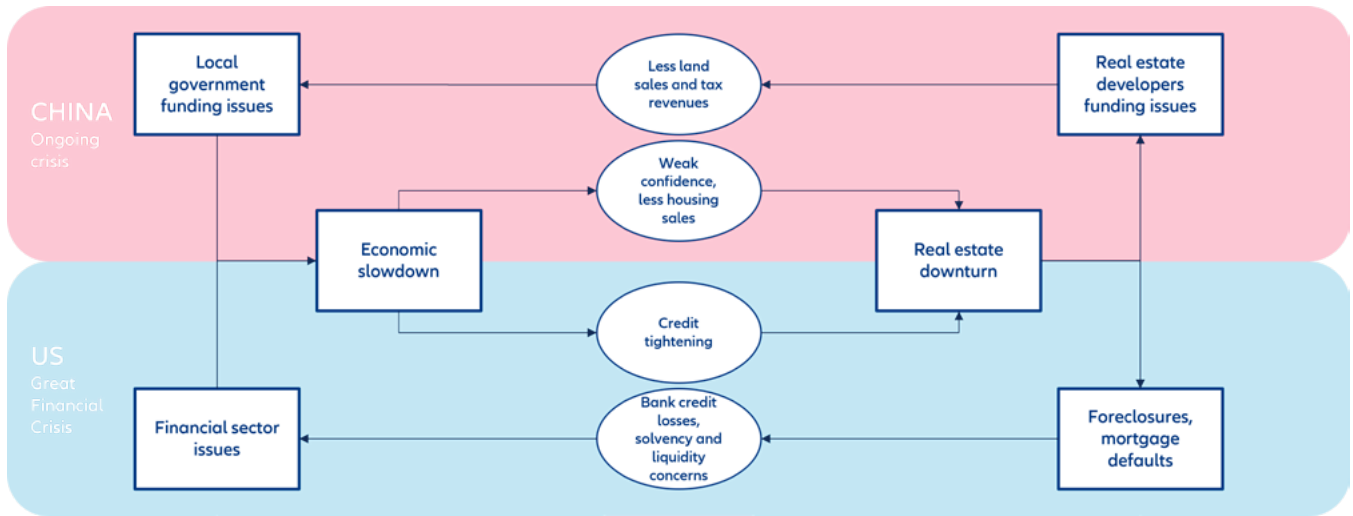 Local
government
funding issues
Less land
sales and tax
revenues
Real estate
developers
funding issues
CHINA
Ongoing
crisis
Weak
confidence,
less housing
sales
Economic
slowdown
Real estate
downturn
Credit
tightening
US
Great
Financial
Crisis
Financial sector
issues
Bank credit
losses,
solvency and
liquidity
concerns
Foreclosures,
mortgage
defaults